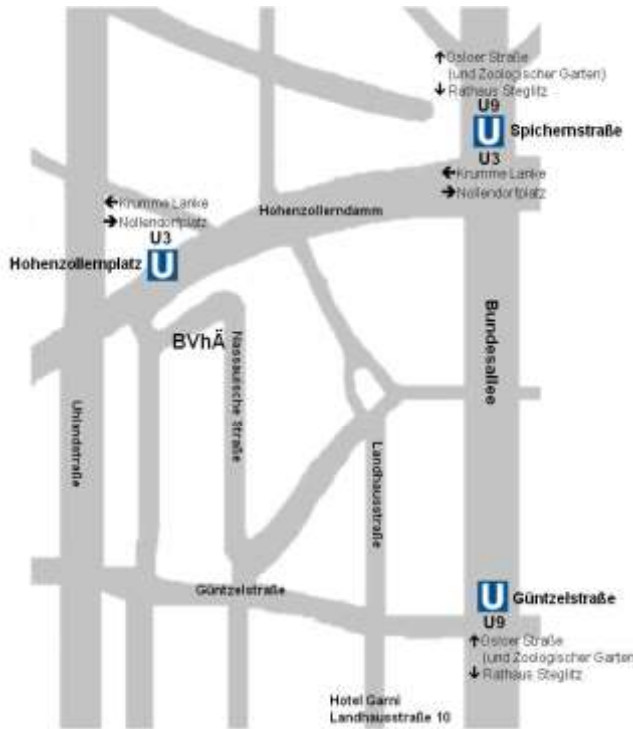 ↑Osloer Straße
(und Zoologischer Garten)
↓ Rathaus Steglitz
U9
U Spichernstraße
U3
←Krumme Lanke
→Nollendorfplatz
←Krumme Lanke
→Nollendorfplatz
U3
Hohenzollernplatz U
Hohenzollerndamm
BVhÄ
Nassauische Straße
Bundesallee
Uhlandstraße
Landhausstraße
Güntzelstraße
U Güntzelstraße
U9
↑Osloer Straße
(und Zoologischer Garten
↓ Rathaus Steglitz
Hotel Garni
Landhausstraße 10